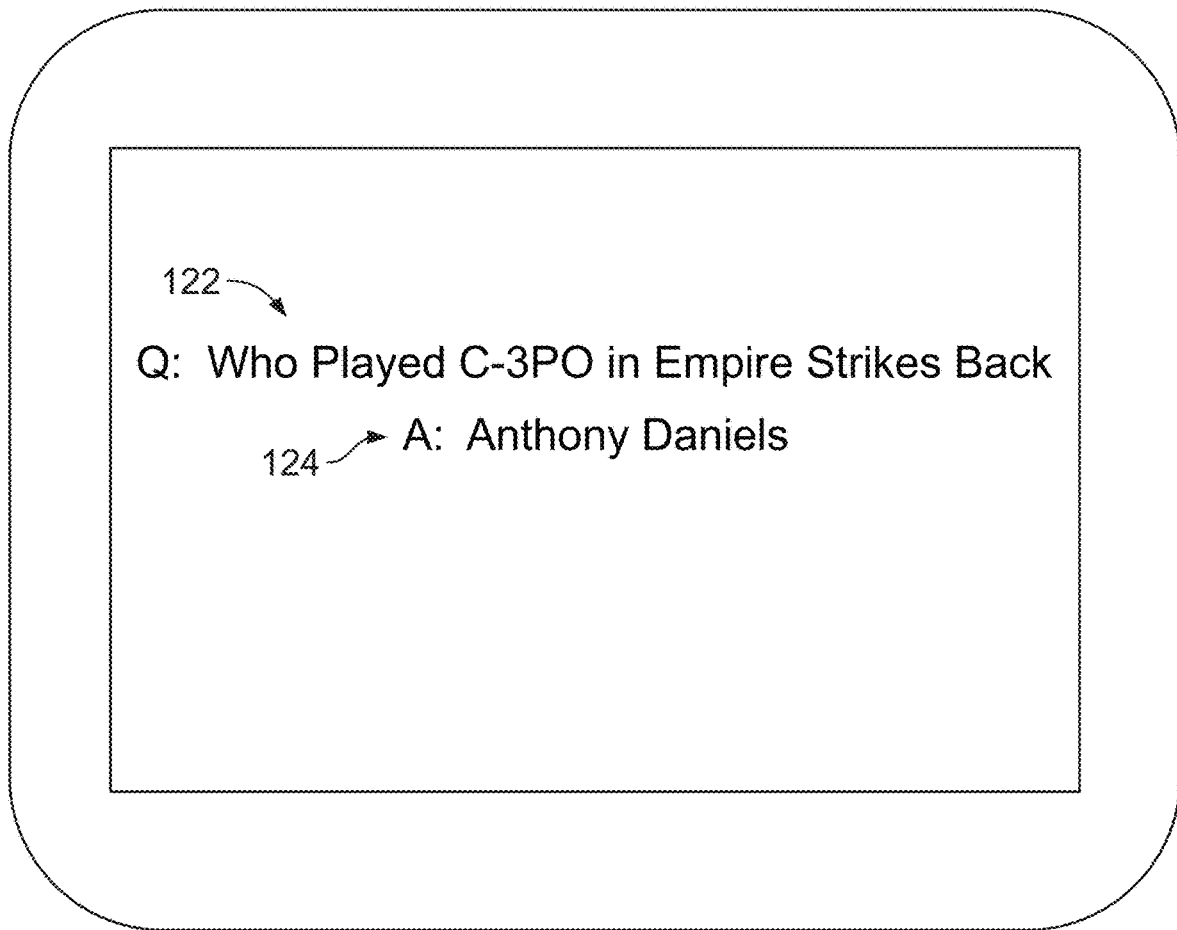 122
Q: Who Played C-3PO in Empire Strikes Back
124 A: Anthony Daniels